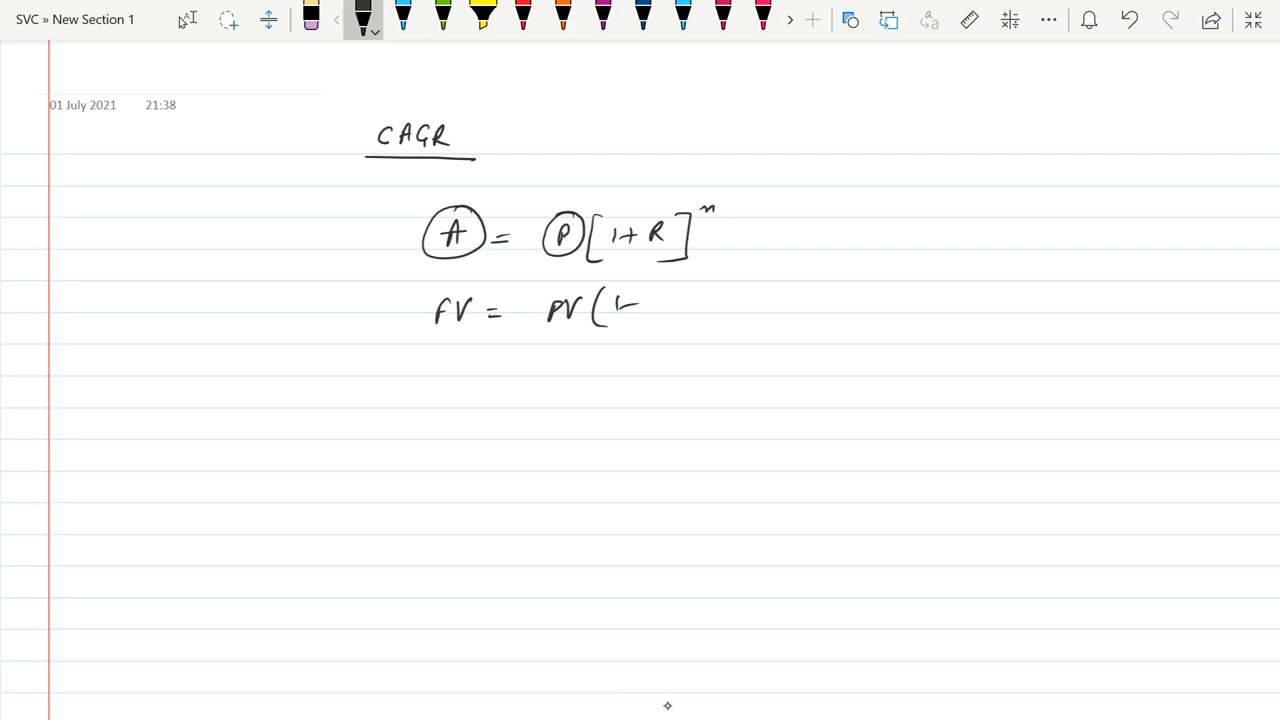 SVC » New Section 1
01 July 2021 21:38
CAGR
A = P[1+R]^n
FV = PV(1-